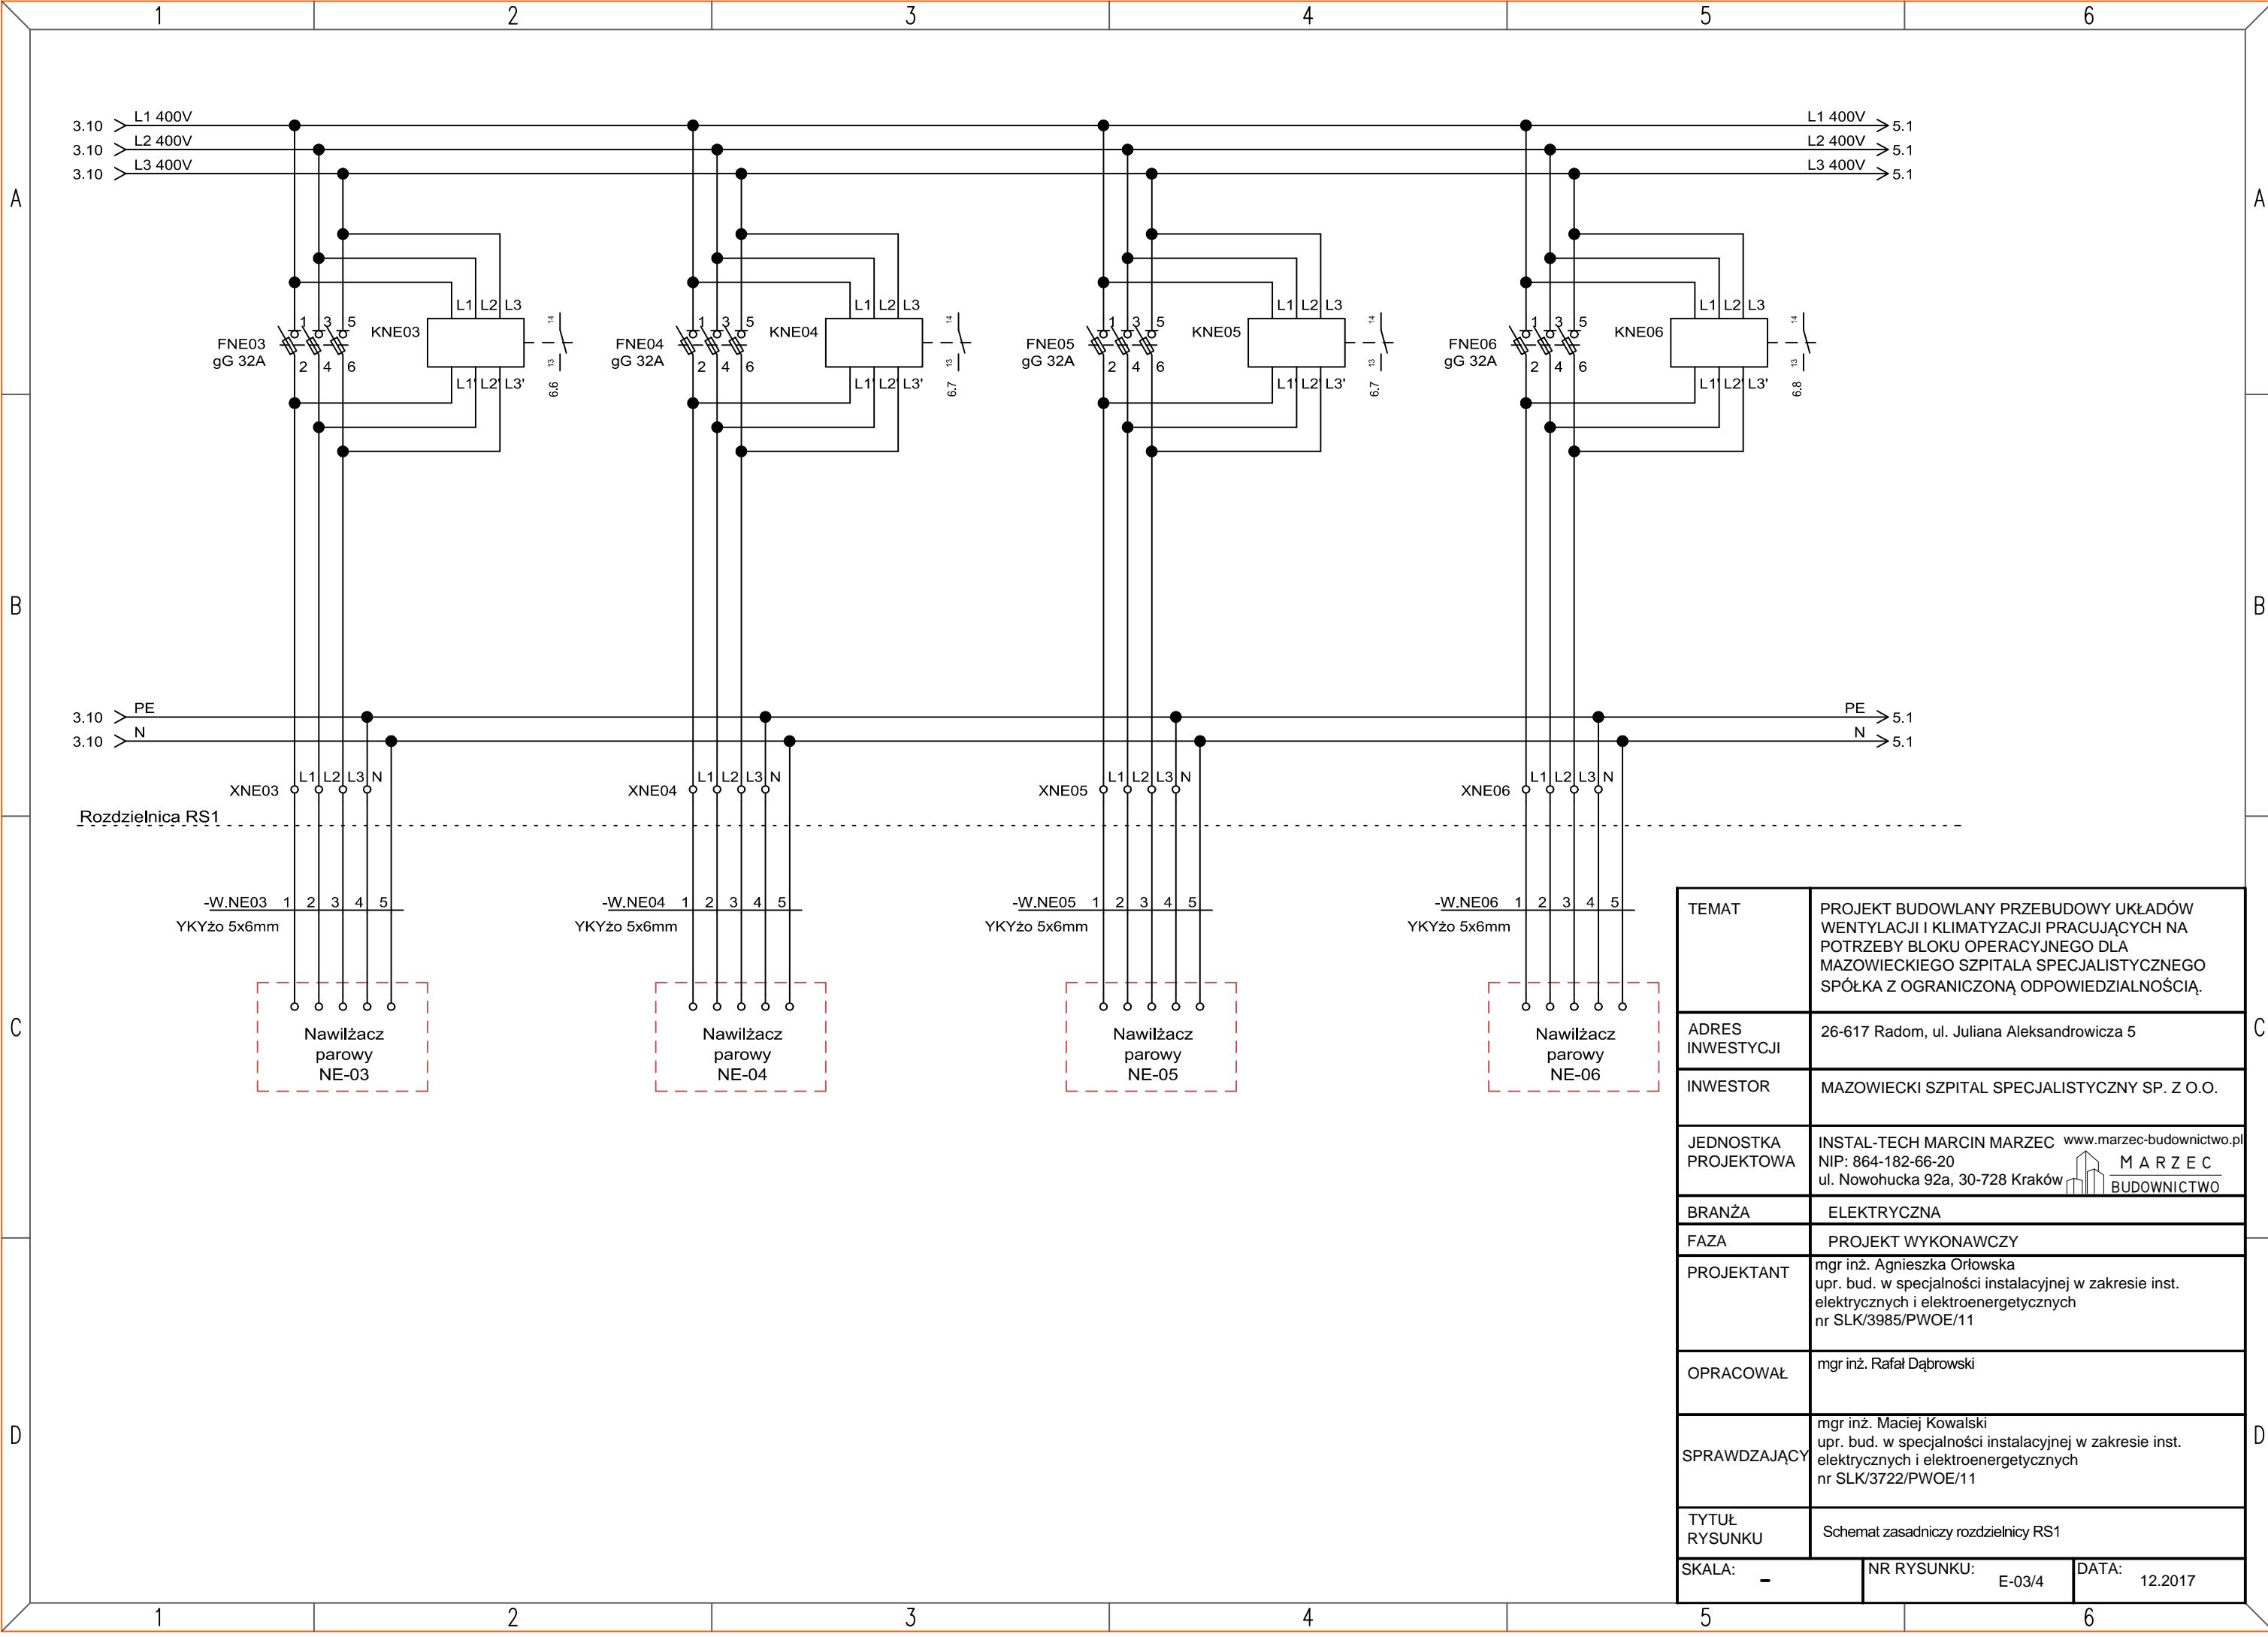 1 2 3 4 5 6
A A
B B
C C
D D
3.10 L1 400V L1 400V 5.1
3.10 L2 400V L2 400V 5.1
3.10 L3 400V L3 400V 5.1
L1 L2 L3 L1 L2 L3 L1 L2 L3 L1 L2 L3
1 3 5 KNE03 14 1 3 5 KNE04 14 1 3 5 KNE05 14 1 3 5 KNE06 14
FNE03 FNE04 FNE05 FNE06
gG 32A gG 32A gG 32A gG 32A
2 4 6 13 2 4 6 13 2 4 6 13 2 4 6 13
L1' L2' L3' 6.6 L1' L2' L3' 6.7 L1' L2' L3' 6.7 L1' L2' L3' 6.8
3.10 PE PE 5.1
3.10 N N 5.1
L1 L2 L3 N L1 L2 L3 N L1 L2 L3 N L1 L2 L3 N
XNE03 XNE04 XNE05 XNE06
Rozdzielnica RS1
-W.NE03 1 2 3 4 5 -W.NE04 1 2 3 4 5 -W.NE05 1 2 3 4 5 -W.NE06 1 2 3 4 5
YKYżo 5x6mm YKYżo 5x6mm YKYżo 5x6mm YKYżo 5x6mm
Nawilżacz Nawilżacz Nawilżacz Nawilżacz
parowy parowy parowy parowy
NE-03 NE-04 NE-05 NE-06
TEMAT
PROJEKT BUDOWLANY PRZEBUDOWY UKŁADÓW
WENTYLACJI I KLIMATYZACJI PRACUJĄCYCH NA
POTRZEBY BLOKU OPERACYJNEGO DLA
MAZOWIECKIEGO SZPITALA SPECJALISTYCZNEGO
SPÓŁKA Z OGRANICZONĄ ODPOWIEDZIALNOŚCIĄ.
ADRES
INWESTYCJI
26-617 Radom, ul. Juliana Aleksandrowicza 5
INWESTOR
MAZOWIECKI SZPITAL SPECJALISTYCZNY SP. Z O.O.
JEDNOSTKA
PROJEKTOWA
INSTAL-TECH MARCIN MARZEC www.marzec-budownictwo.pl
NIP: 864-182-66-20
ul. Nowohucka 92a, 30-728 Kraków
MARZEC
BUDOWNICTWO
BRANŻA ELEKTRYCZNA
FAZA PROJEKT WYKONAWCZY
PROJEKTANT
mgr inż. Agnieszka Orłowska
upr. bud. w specjalności instalacyjnej w zakresie inst.
elektrycznych i elektroenergetycznych
nr SLK/3985/PWOE/11
OPRACOWAŁ
mgr inż. Rafał Dąbrowski
SPRAWDZAJĄCY
mgr inż. Maciej Kowalski
upr. bud. w specjalności instalacyjnej w zakresie inst.
elektrycznych i elektroenergetycznych
nr SLK/3722/PWOE/11
TYTUŁ
RYSUNKU
Schemat zasadniczy rozdzielnicy RS1
SKALA: - NR RYSUNKU: E-03/4 DATA: 12.2017
1 2 3 4 5 6